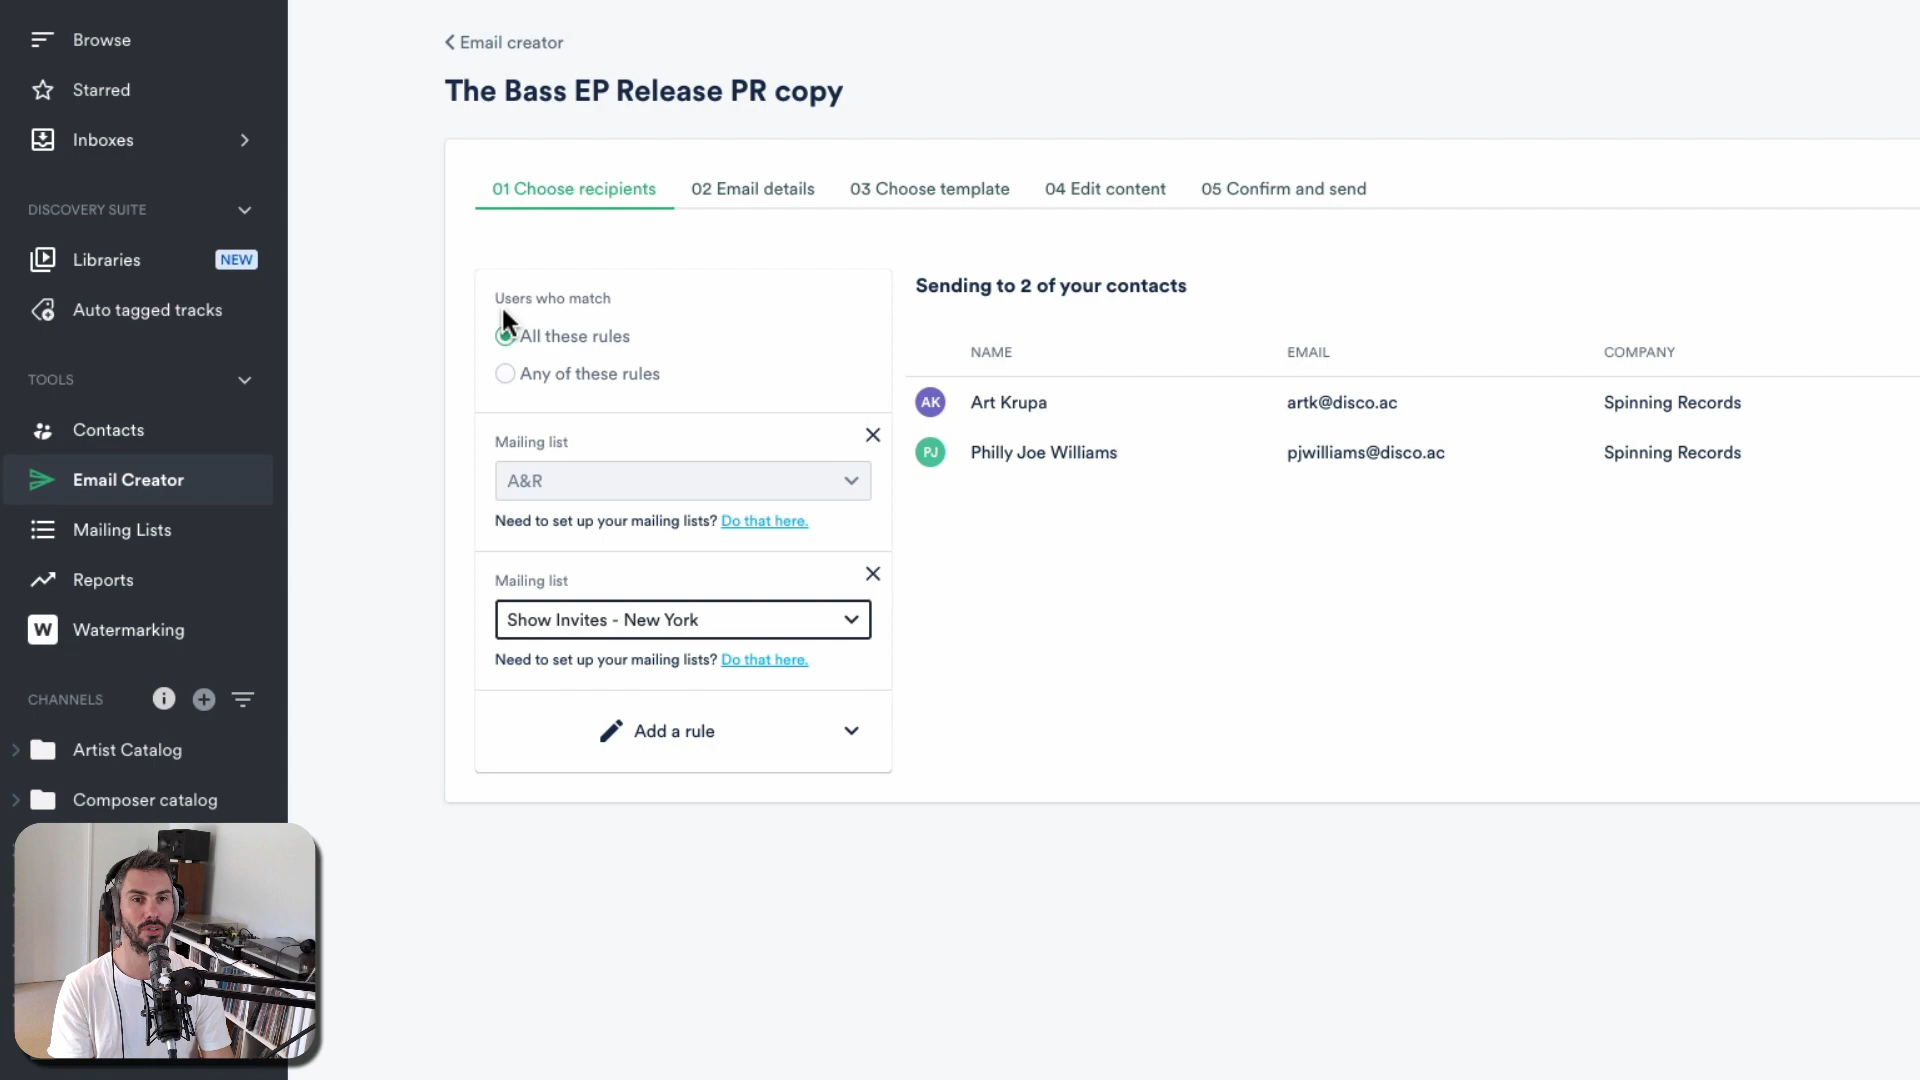 Browse
Starred
Inboxes
DISCOVERY SUITE
Libraries NEW
Auto tagged tracks
TOOLS
Contacts
Email Creator
Mailing Lists
Reports
W Watermarking
CHANNELS
Artist Catalog
Composer catalog
Email creator
The Bass EP Release PR copy
01 Choose recipients 02 Email details 03 Choose template 04 Edit content 05 Confirm and send
Users who match
All these rules
Any of these rules
Mailing list
A&R
Need to set up your mailing lists? Do that here.
Mailing list
Show Invites - New York
Need to set up your mailing lists? Do that here.
Add a rule
Sending to 2 of your contacts
NAME EMAIL COMPANY
AK Art Krupa artk@disco.ac Spinning Records
PJ Philly Joe Williams pjwilliams@disco.ac Spinning Records